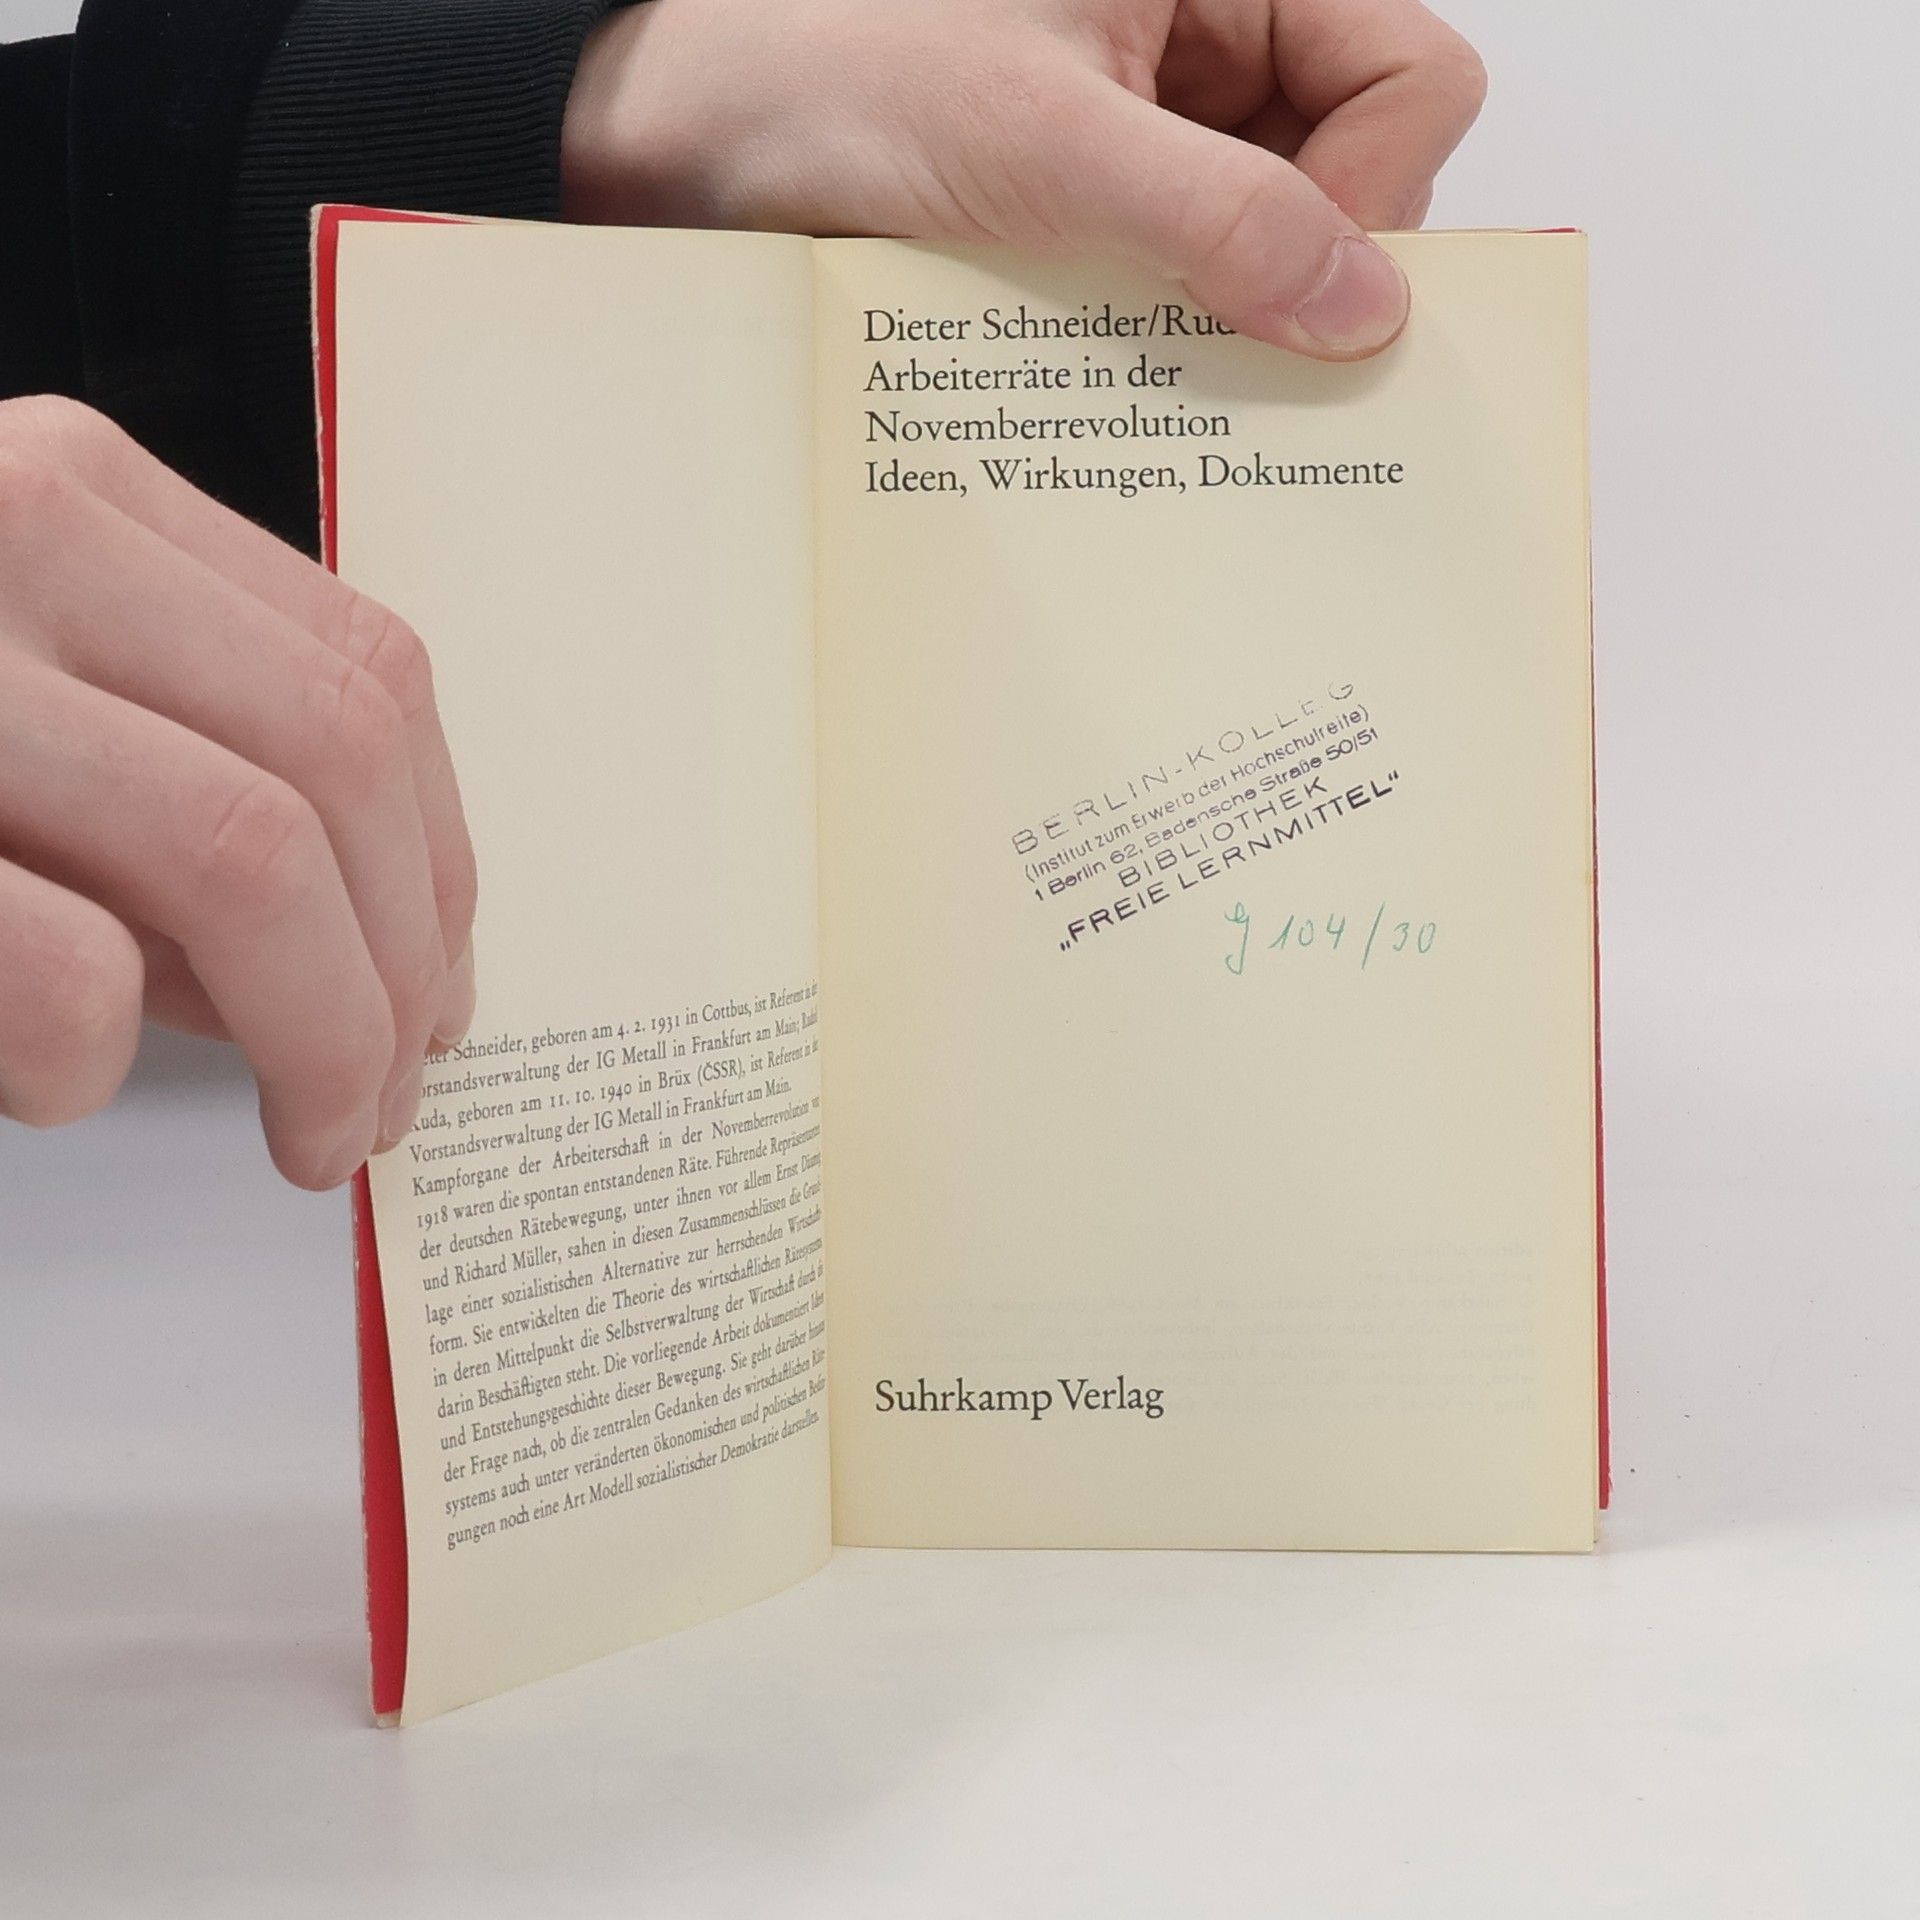 Schneider, geboren am 4. 2. 1931 in Cottbus, ist Referent in der
Vorstandsverwaltung der IG Metall in Frankfurt am Main; Rudolf
Kuda, geboren am 11. 10. 1940 in Brüx (ČSSR), ist Referent in der
Vorstandsverwaltung der IG Metall in Frankfurt am Main.
Kampforgane der Arbeiterschaft in der Novemberrevolution von
1918 waren die spontan entstandenen Räte. Führende Repräsentanten
der deutschen Rätebewegung, unter ihnen vor allem Ernst Däumig
und Richard Müller, sahen in diesen Zusammenschlüssen die Grund-
lage einer sozialistischen Alternative zur herrschenden Wirtschafts-
form. Sie entwickelten die Theorie des wirtschaftlichen Rätesystems,
in deren Mittelpunkt die Selbstverwaltung der Wirtschaft durch die
darin Beschäftigten steht. Die vorliegende Arbeit dokumentiert Ideen
und Entstehungsgeschichte dieser Bewegung. Sie geht darüber hinaus
der Frage nach, ob die zentralen Gedanken des wirtschaftlichen Räte-
systems auch unter veränderten ökonomischen und politischen Bedin-
gungen noch eine Art Modell sozialistischer Demokratie darstellen.
Dieter Schneider/
Arbeiterräte in der
Novemberrevolution
Ideen, Wirkungen, Dokumente
BERLIN-KOLLEG
(Institut zum Erwerb der Hochschulreife)
1 Berlin 62, Badensche Straße 50/51
BIBLIOTHEK
„FREIE LERNMITTEL“
J 104/30
Suhrkamp Verlag